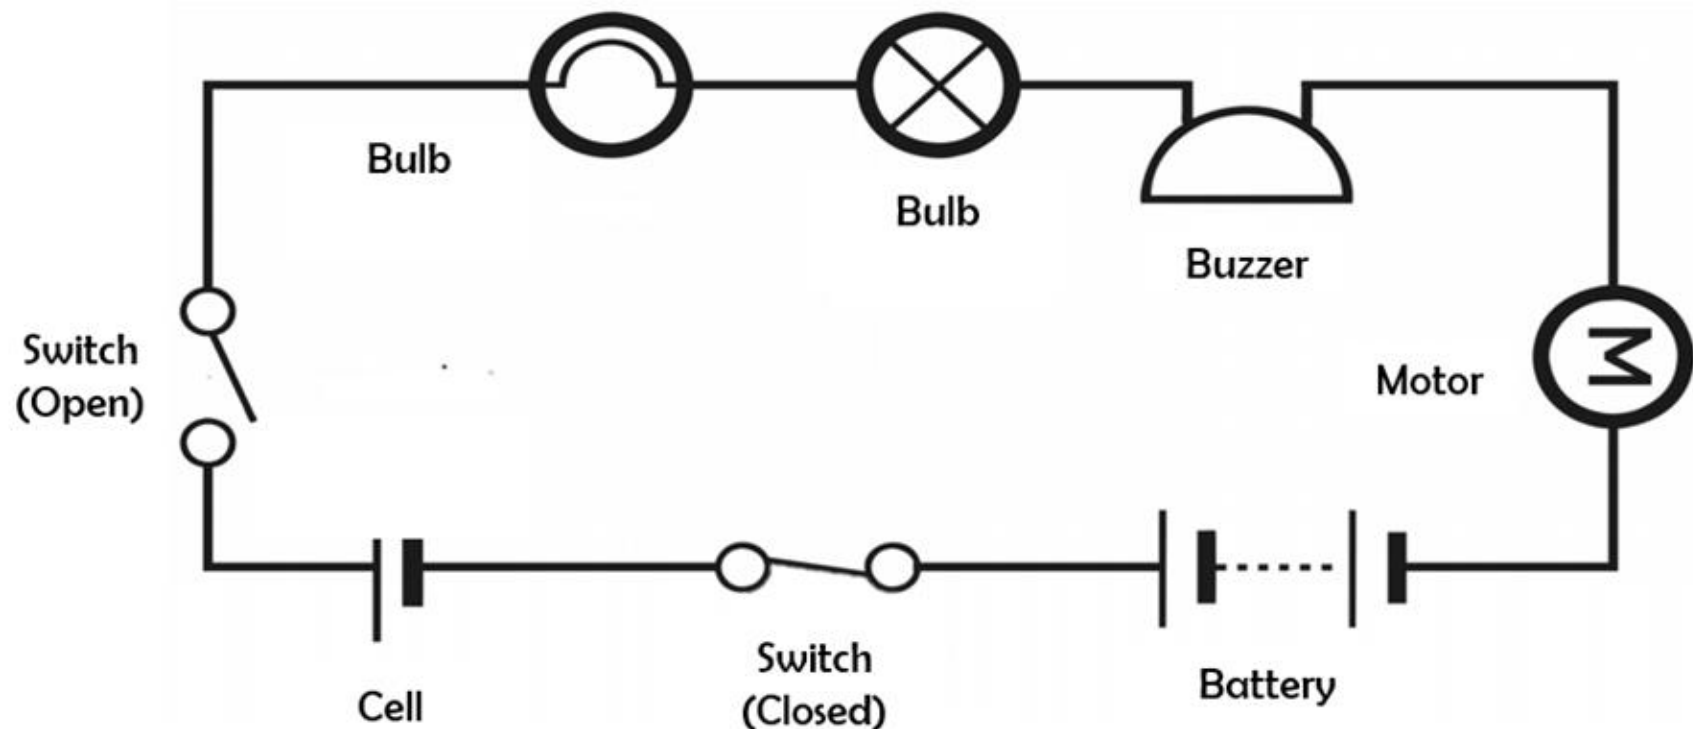 Bulb
Bulb
Buzzer
Switch
(Open)
Motor
M
Cell
Switch
(Closed)
Battery